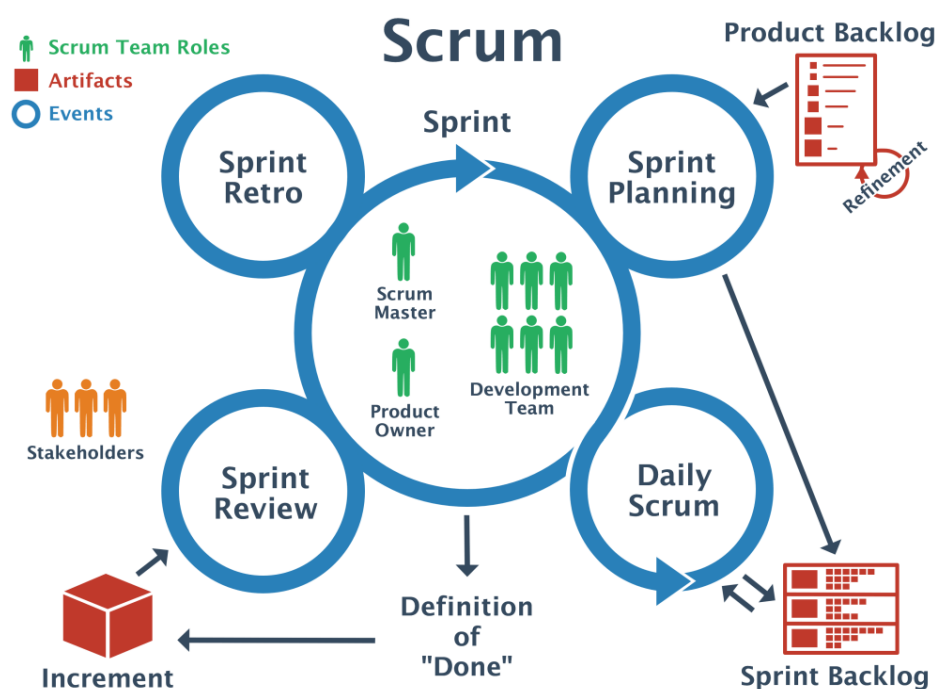 Scrum
Scrum Team Roles
Artifacts
Events
Product Backlog
Refinement
Sprint
Sprint
Retro
Sprint
Planning
Scrum
Master
Product
Owner
Development
Team
Stakeholders
Sprint
Review
Daily
Scrum
Definition
of
"Done"
Increment
Sprint Backlog